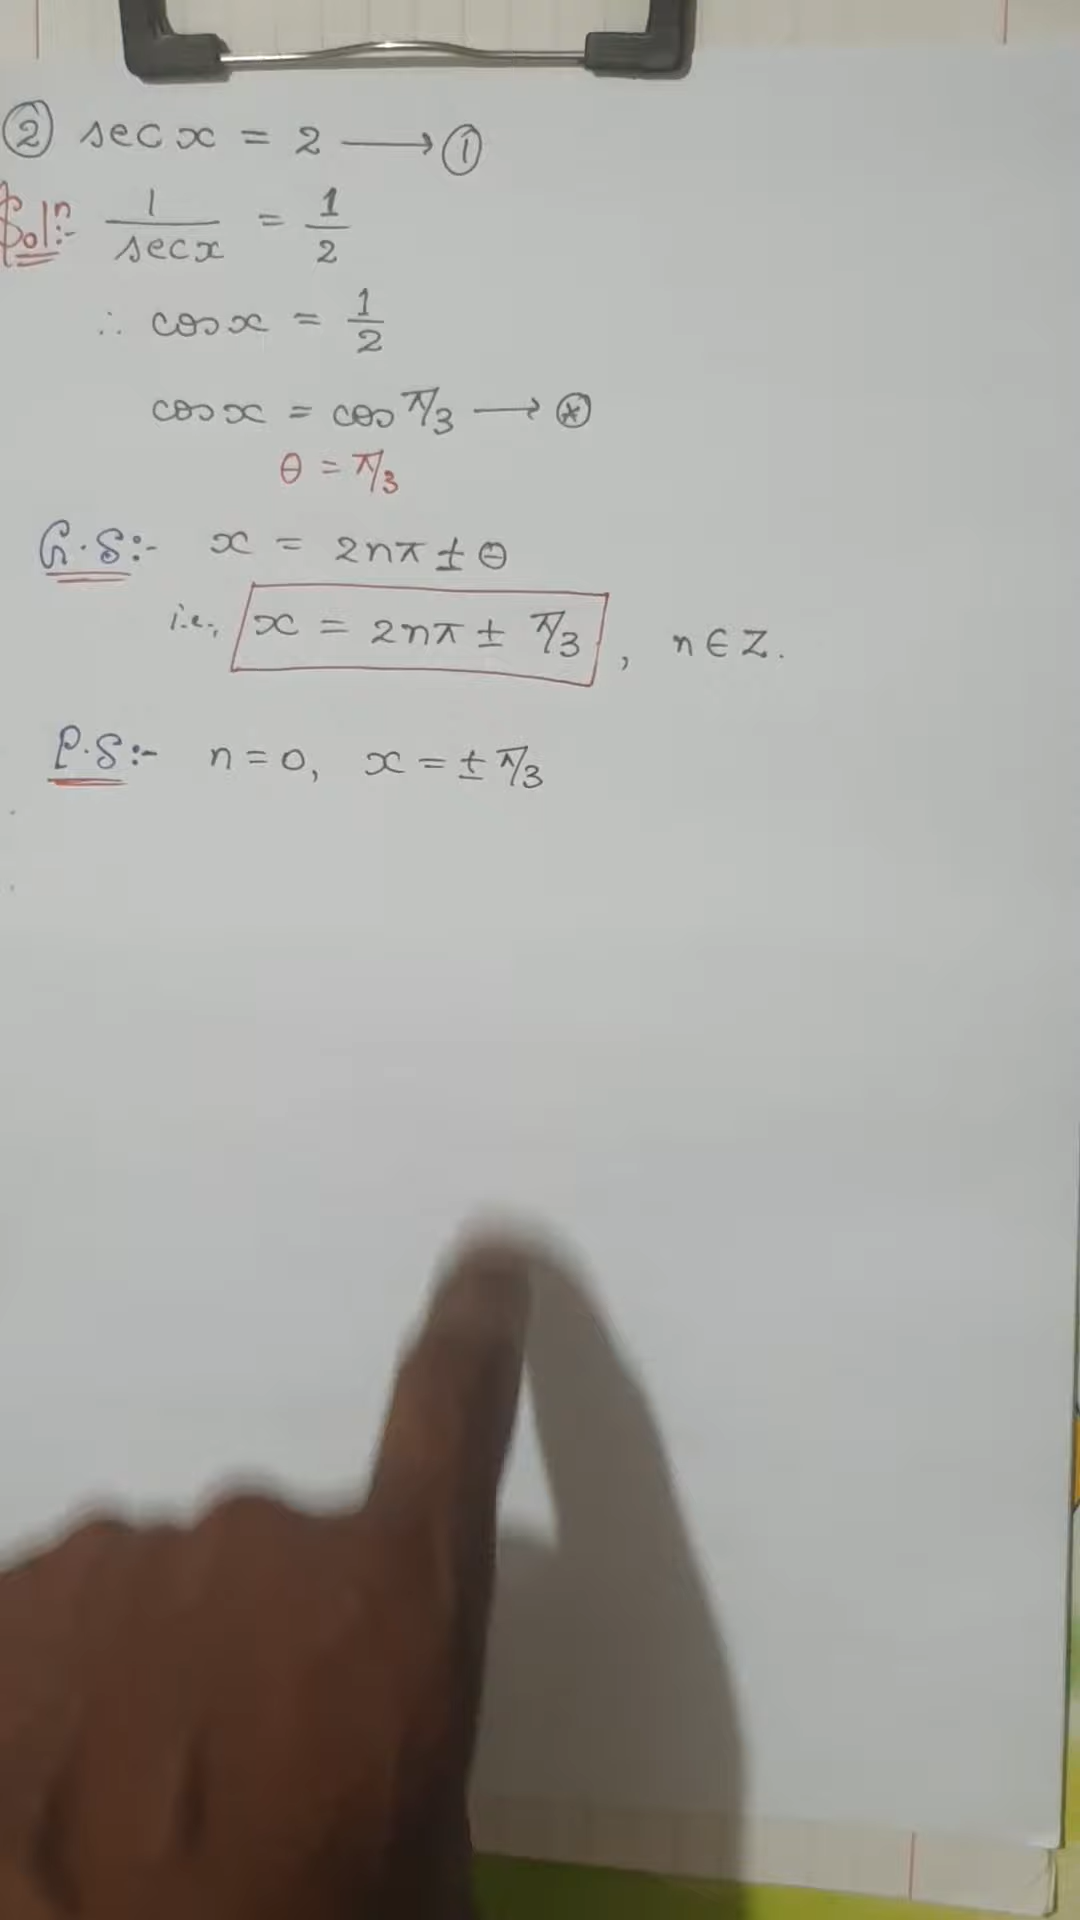 ② sec x = 2 ⟶ ①
Solⁿ:- 1/sec x = 1/2
∴ cos x = 1/2
cos x = cos π/3 ⟶ ⊛
θ = π/3
G.S:- x = 2nπ ± θ
i.e., x = 2nπ ± π/3, n ∈ Z.
P.S:- n = 0, x = ± π/3